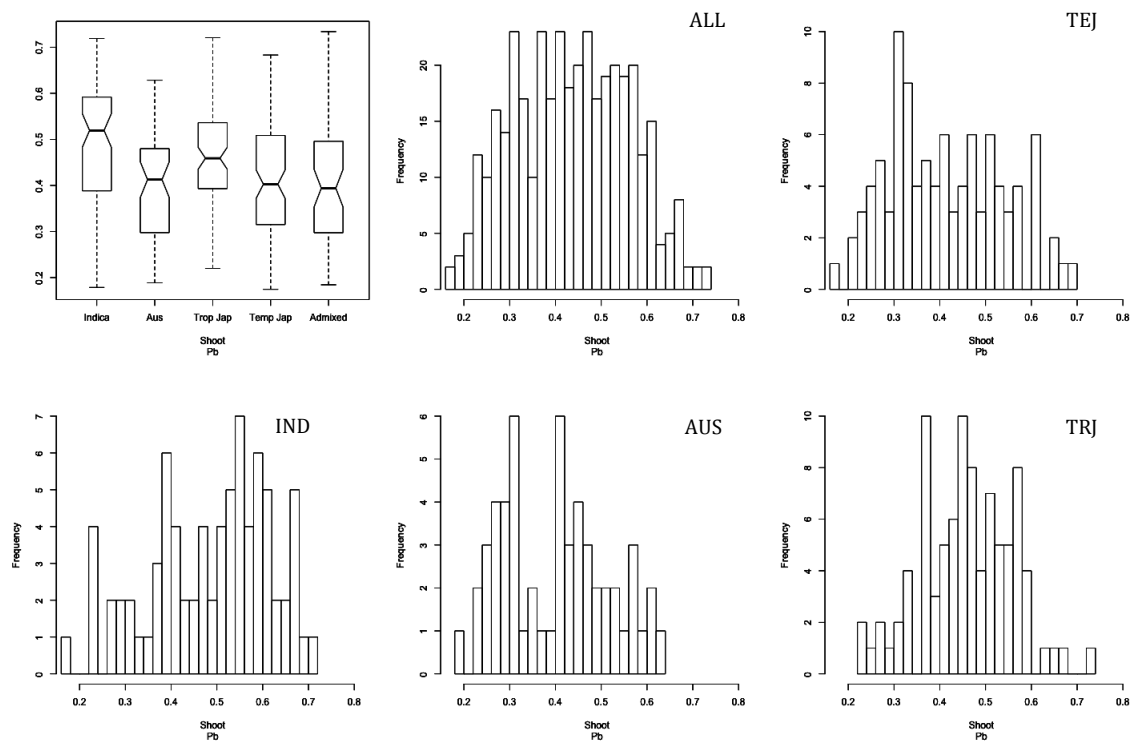 0.2 0.3 0.4 0.5 0.6 0.7
Indica Aus Trop Jap Temp Jap Admixed
Shoot
Pb
ALL
Frequency
0 5 10 15 20
0.2 0.3 0.4 0.5 0.6 0.7 0.8
Shoot
Pb
TEJ
Frequency
0 2 4 6 8 10
0.2 0.3 0.4 0.5 0.6 0.7 0.8
Shoot
Pb
IND
Frequency
0 1 2 3 4 5 6 7
0.2 0.3 0.4 0.5 0.6 0.7 0.8
Shoot
Pb
AUS
Frequency
0 1 2 3 4 5 6
0.2 0.3 0.4 0.5 0.6 0.7 0.8
Shoot
Pb
TRJ
Frequency
0 2 4 6 8 10
0.2 0.3 0.4 0.5 0.6 0.7 0.8
Shoot
Pb